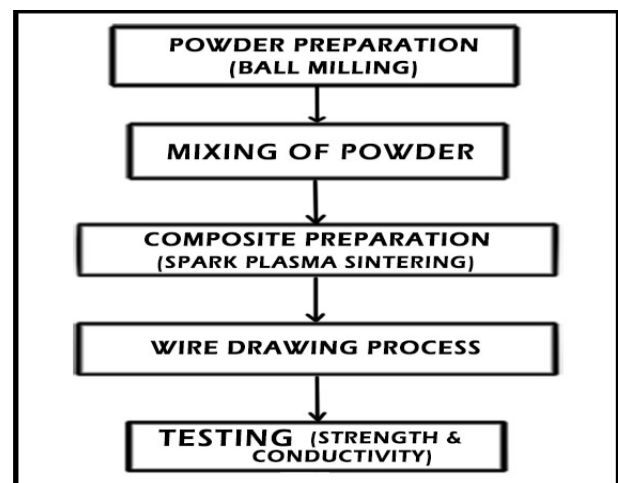 POWDER PREPARATION
(BALL MILLING)
MIXING OF POWDER
COMPOSITE PREPARATION
(SPARK PLASMA SINTERING)
WIRE DRAWING PROCESS
TESTING (STRENGTH &
CONDUCTIVITY)